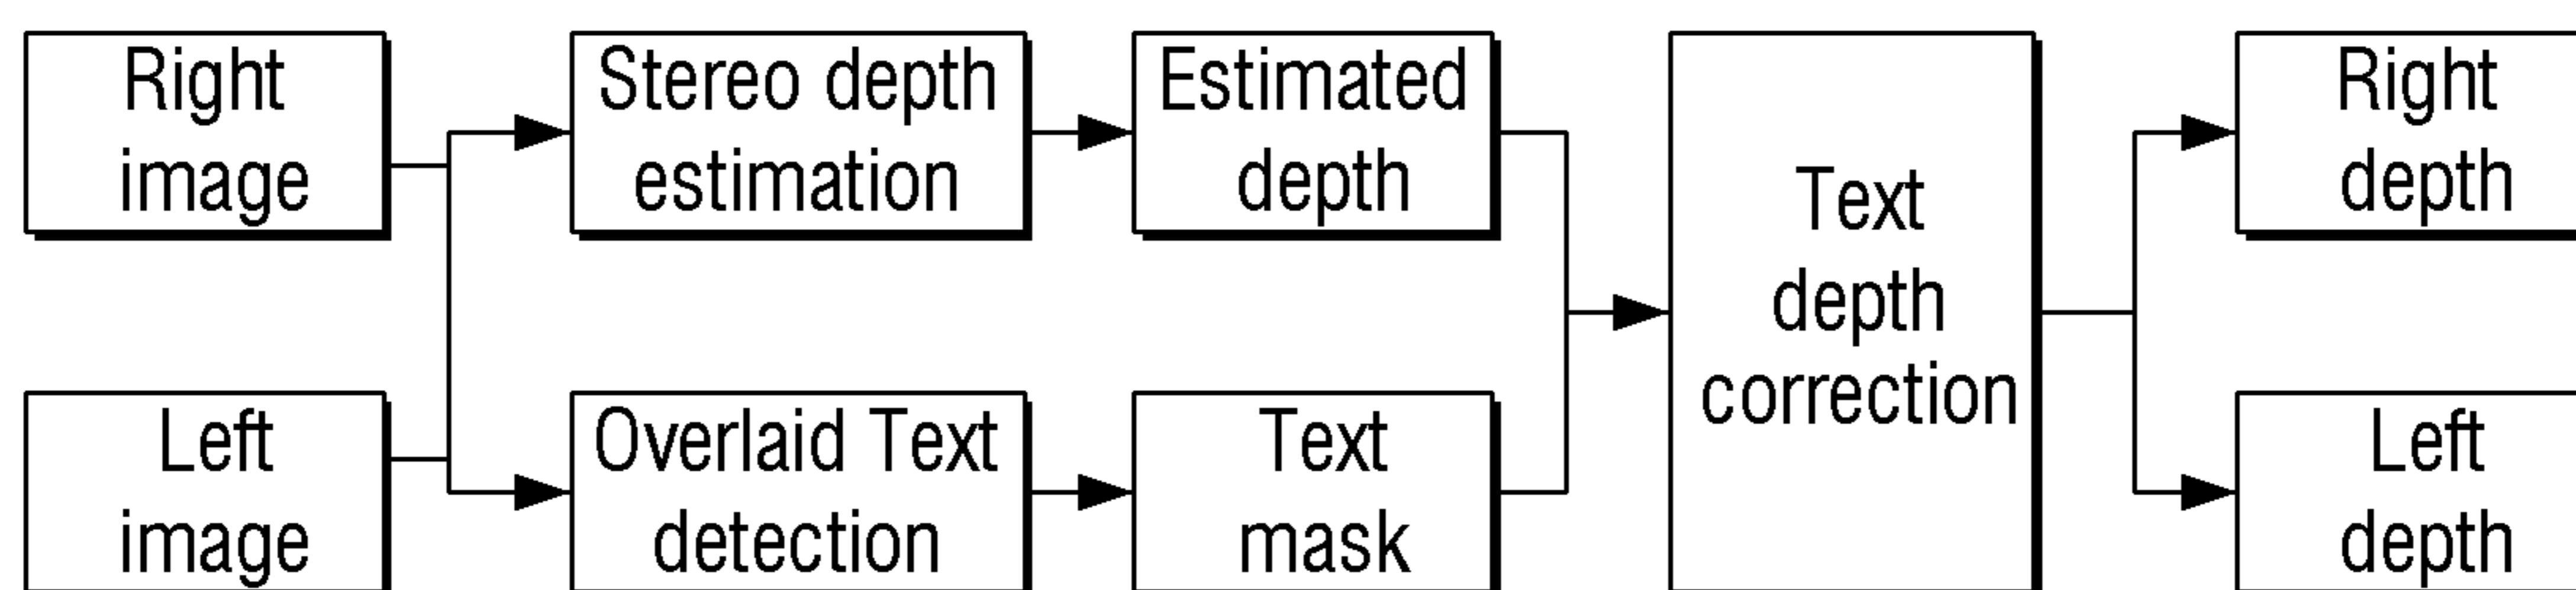 Right
image
Stereo depth
estimation
Estimated
depth
Text
depth
correction
Right
depth
Left
image
Overlaid Text
detection
Text
mask
Left
depth